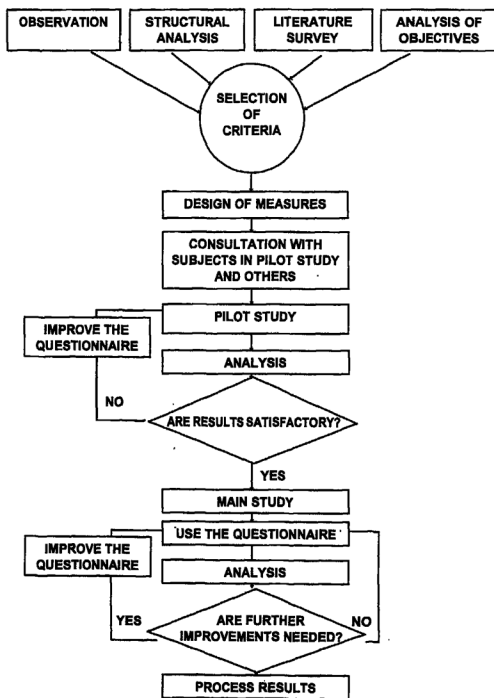 OBSERVATION
STRUCTURAL
ANALYSIS
LITERATURE
SURVEY
ANALYSIS OF
OBJECTIVES
SELECTION
OF
CRITERIA
DESIGN OF MEASURES
CONSULTATION WITH
SUBJECTS IN PILOT STUDY
AND OTHERS
PILOT STUDY
IMPROVE THE
QUESTIONNAIRE
ANALYSIS
NO
ARE RESULTS SATISFACTORY?
YES
MAIN STUDY
USE THE QUESTIONNAIRE
IMPROVE THE
QUESTIONNAIRE
ANALYSIS
YES
ARE FURTHER
IMPROVEMENTS NEEDED?
NO
PROCESS RESULTS